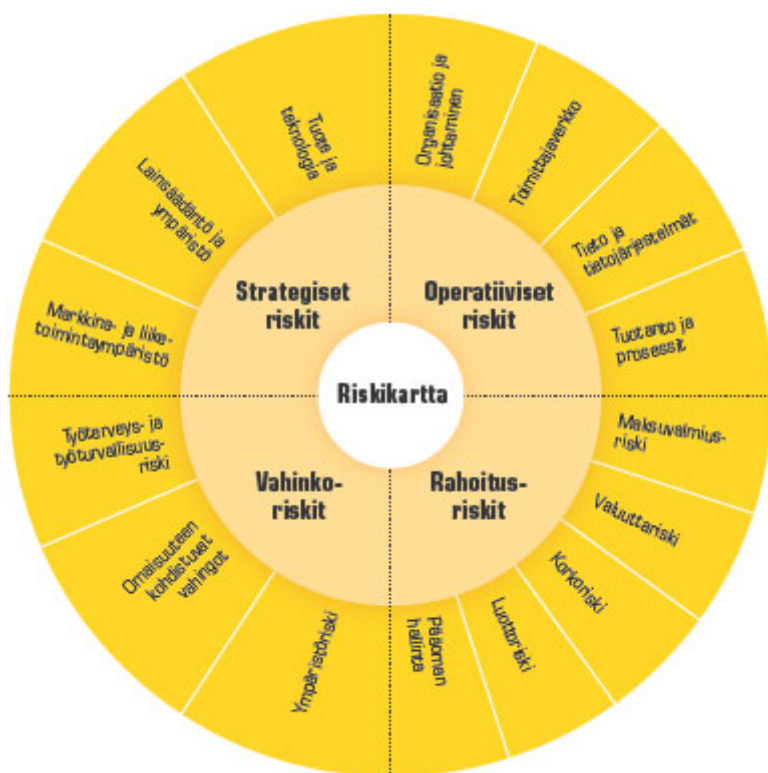 Riskikartta
Strategiset
riskit
Markkina- ja liike-
toimintaympäristö
Lainsäädäntö ja
ympäristö
Tuote ja
teknologia
Operatiiviset
riskit
Organisaatio ja
johtaminen
Toimittajaverkko
Tieto ja
tietojärjestelmät
Tuotanto ja
prosessit
Rahoitus-
riskit
Maksuvalmius-
riski
Valuuttariski
Korkoriski
Luottoriski
Pääoman
hallinta
Vahinko-
riskit
Ympäristöriski
Omaisuuteen
kohdistuvat
vahingot
Työterveys- ja
työturvallisuus-
riski